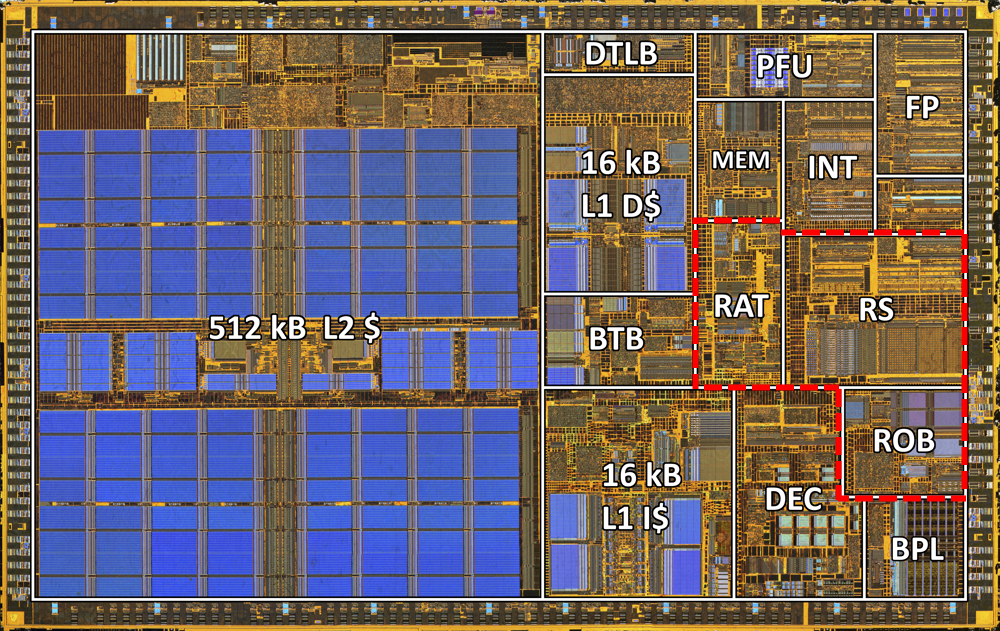 DTLB
PFU
FP
16 kB
L1 D$
MEM
INT
512 kB L2 $
BTB
RAT
RS
16 kB
L1 I$
DEC
ROB
BPL